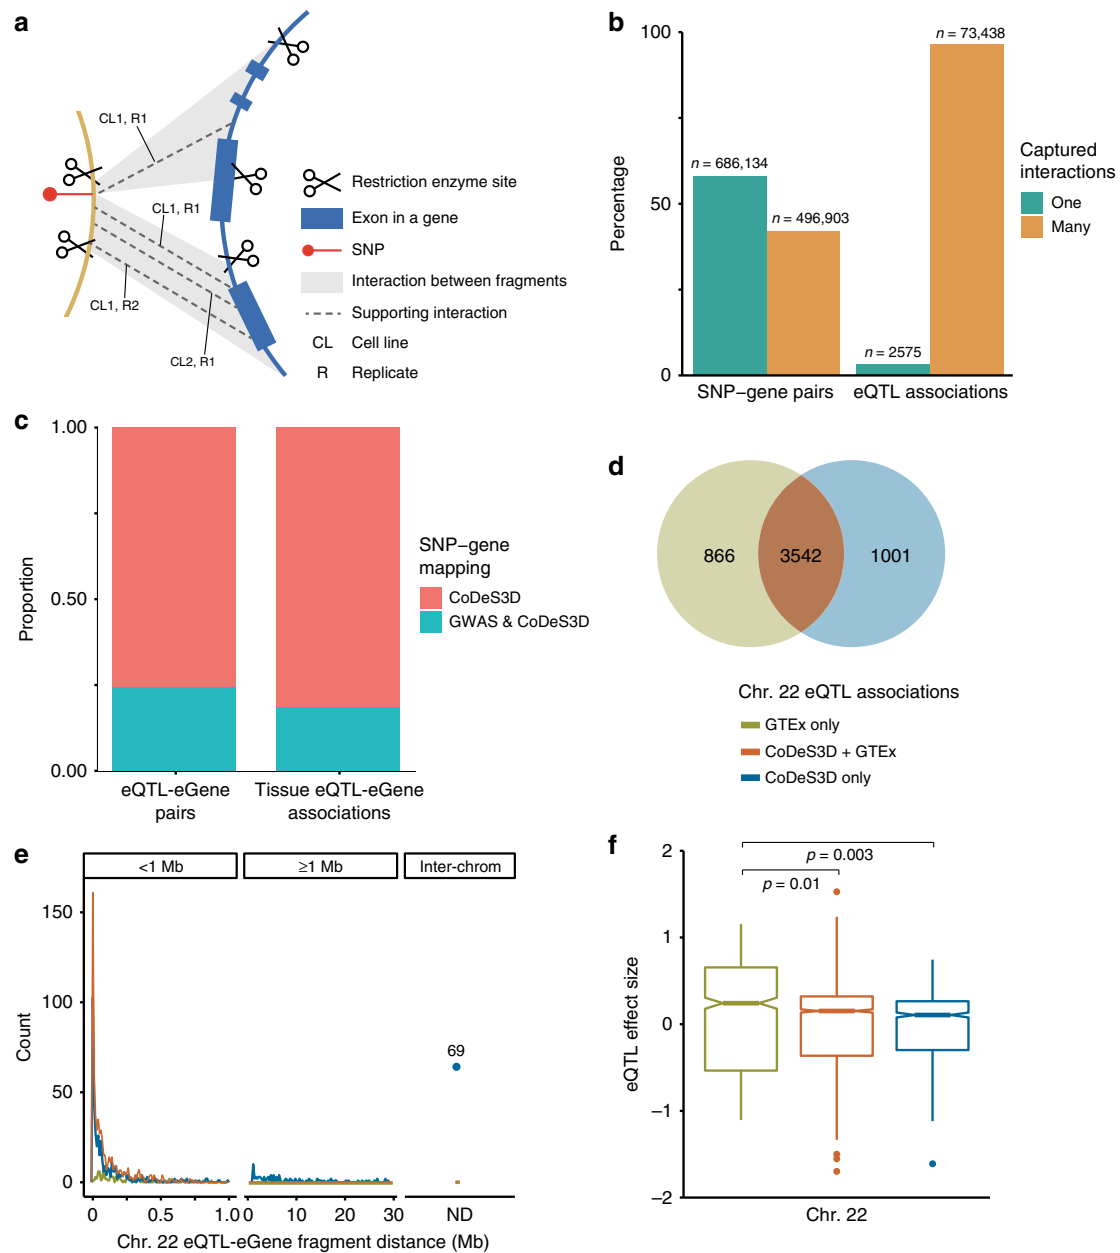 a
CL1, R1
CL1, R1
CL1, R2
CL2, R1
Restriction enzyme site
Exon in a gene
SNP
Interaction between fragments
Supporting interaction
CL Cell line
R Replicate
b
100
50
0
Percentage
n = 686,134
n = 496,903
n = 2575
n = 73,438
SNP–gene pairs
eQTL associations
Captured
interactions
One
Many
c
1.00
0.50
0.00
Proportion
eQTL-eGene
pairs
Tissue eQTL-eGene
associations
SNP–gene
mapping
CoDeS3D
GWAS & CoDeS3D
d
866
3542
1001
Chr. 22 eQTL associations
GTEx only
CoDeS3D + GTEx
CoDeS3D only
e
<1 Mb
≥1 Mb
Inter-chrom
150
100
50
0
Count
69
0 0.5 1.0
0 10 20 30
ND
Chr. 22 eQTL-eGene fragment distance (Mb)
f
2
1
0
−1
−2
eQTL effect size
p = 0.003
p = 0.01
Chr. 22